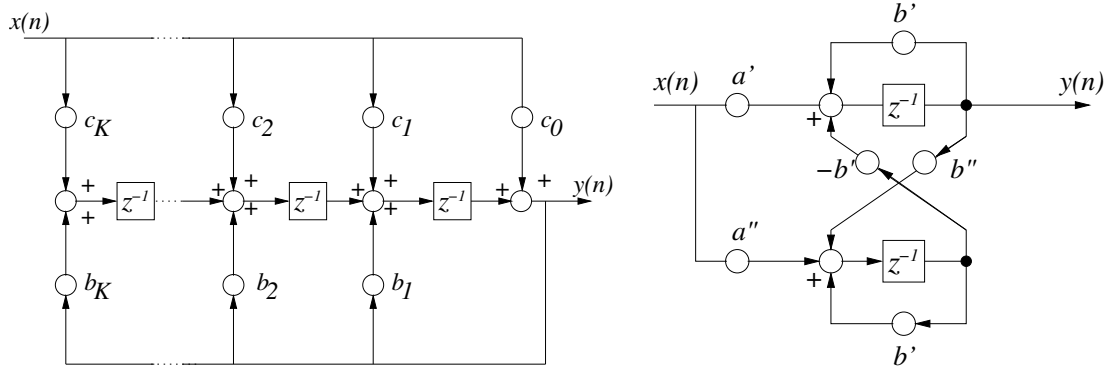 x(n)
c_K c_2 c_1 c_0
+ + + + + + + + +
z^{-1} z^{-1} z^{-1} y(n)
+ + +
b_K b_2 b_1
b'
x(n) a' z^{-1} y(n)
+
-b' b''
a'' z^{-1}
+
b'